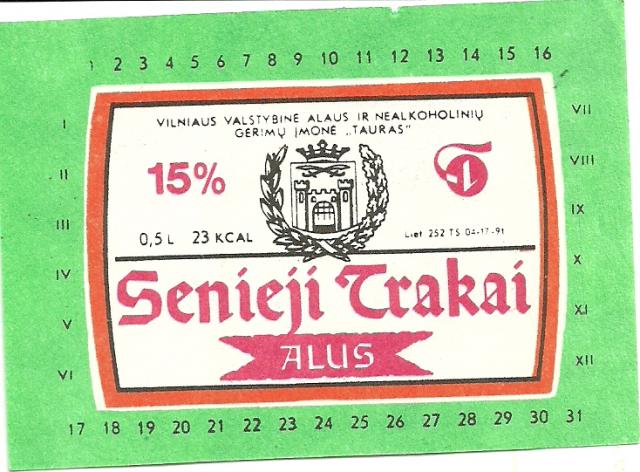 1 2 3 4 5 6 7 8 9 10 11 12 13 14 15 16
I
II
III
IV
V
VI
VILNIAUS VALSTYBINĖ ALAUS IR NEALKOHOLINIŲ
GĖRIMŲ ĮMONĖ „TAURAS"
15%
0,5 L 23 KCAL
Liet 252 TS 04-17-91
Senieji Trakai
ALUS
VII
VIII
IX
X
XI
XII
17 18 19 20 21 22 23 24 25 26 27 28 29 30 31